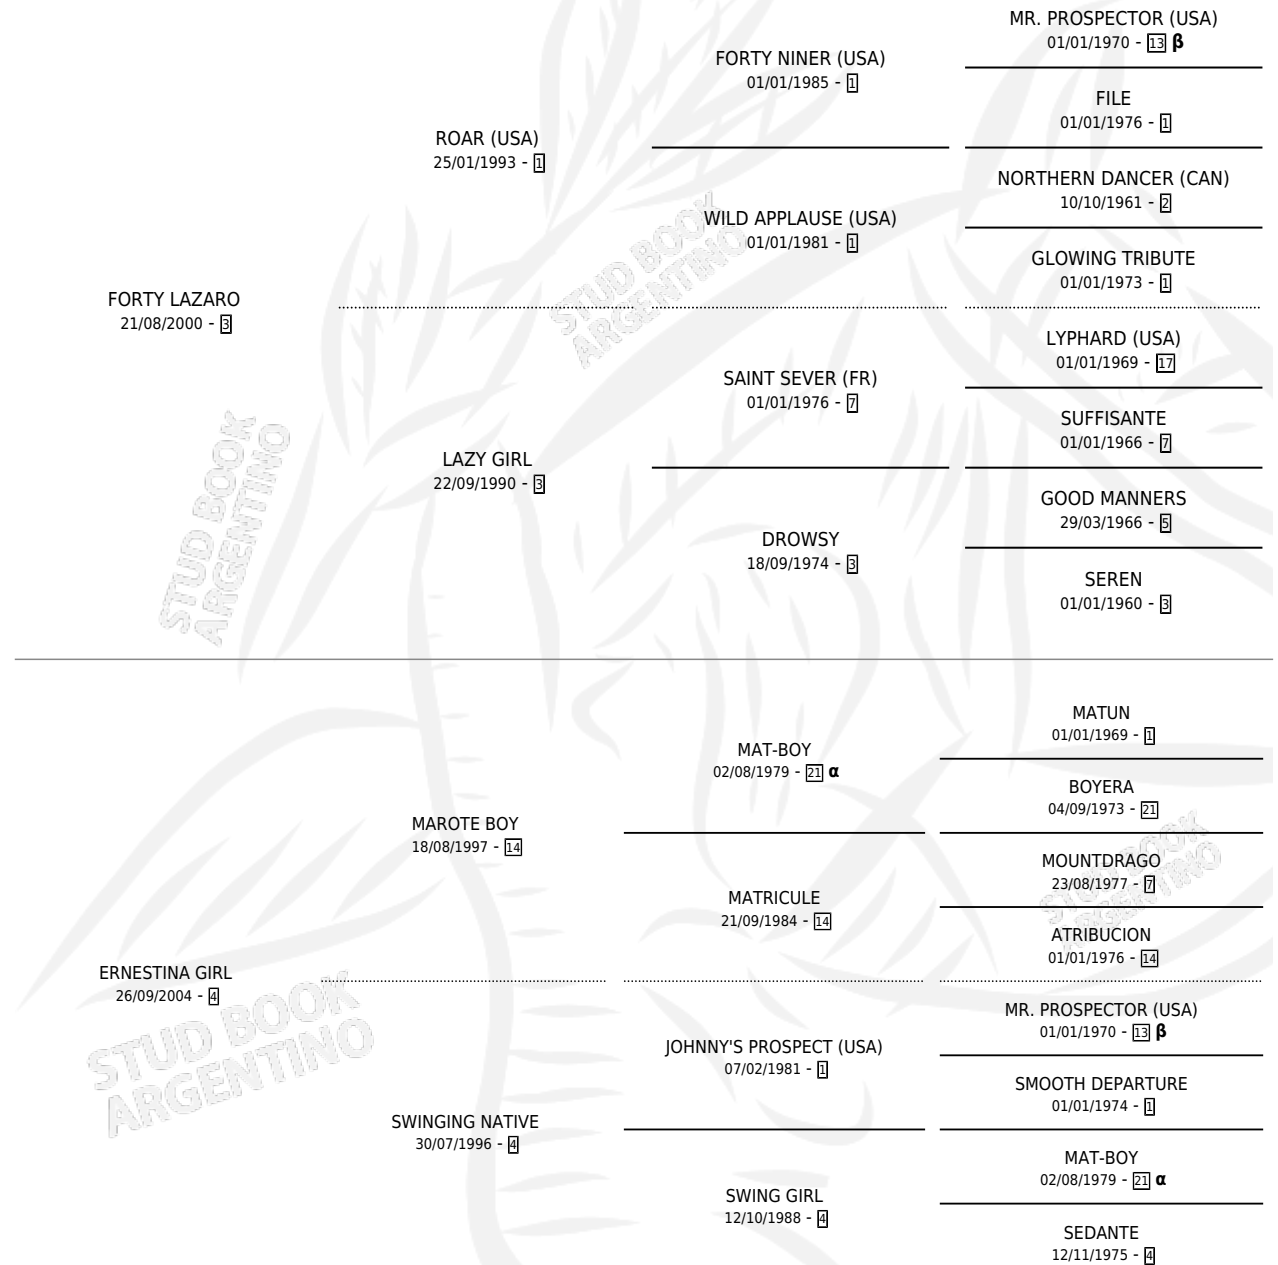 MR. PROSPECTOR (USA)
01/01/1970 - 13 β
FORTY NINER (USA)
01/01/1985 - 1
FILE
01/01/1976 - 1
ROAR (USA)
25/01/1993 - 1
NORTHERN DANCER (CAN)
10/10/1961 - 2
WILD APPLAUSE (USA)
01/01/1981 - 1
GLOWING TRIBUTE
01/01/1973 - 1
FORTY LAZARO
21/08/2000 - 3
LYPHARD (USA)
01/01/1969 - 17
SAINT SEVER (FR)
01/01/1976 - 7
SUFFISANTE
01/01/1966 - 7
LAZY GIRL
22/09/1990 - 3
GOOD MANNERS
29/03/1966 - 5
DROWSY
18/09/1974 - 3
SEREN
01/01/1960 - 3
MATUN
01/01/1969 - 1
MAT-BOY
02/08/1979 - 21 α
BOYERA
04/09/1973 - 21
MAROTE BOY
18/08/1997 - 14
MOUNTDRAGO
23/08/1977 - 7
MATRICULE
21/09/1984 - 14
ATRIBUCION
01/01/1976 - 14
ERNESTINA GIRL
26/09/2004 - 4
MR. PROSPECTOR (USA)
01/01/1970 - 13 β
JOHNNY'S PROSPECT (USA)
07/02/1981 - 1
SMOOTH DEPARTURE
01/01/1974 - 1
SWINGING NATIVE
30/07/1996 - 4
MAT-BOY
02/08/1979 - 21 α
SWING GIRL
12/10/1988 - 4
SEDANTE
12/11/1975 - 4
STUD BOOK
ARGENTINO
STUD BOOK
ARGENTINO
STUD BOOK
ARGENTINO
STUD BOOK
ARGENTINO